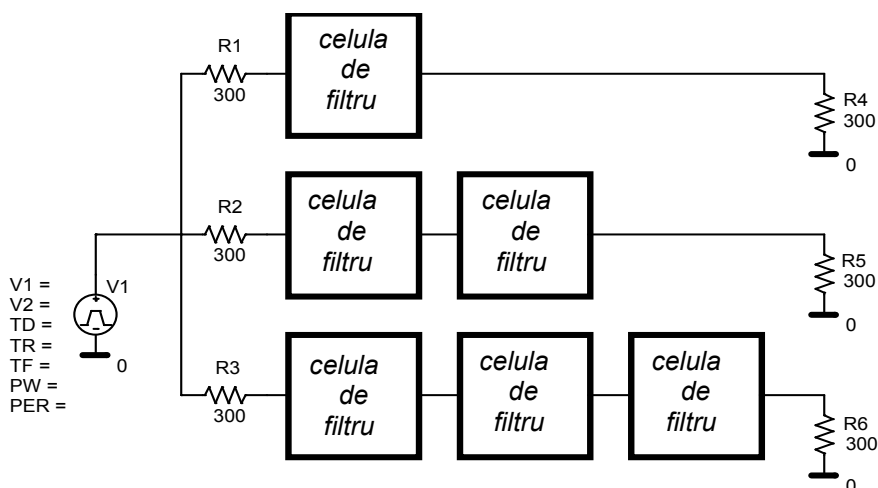 R1
300
celula
de
filtru
R4
300
0
R2
300
celula
de
filtru
celula
de
filtru
R5
300
0
V1 =
V2 =
TD =
TR =
TF =
PW =
PER =
V1
0
R3
300
celula
de
filtru
celula
de
filtru
celula
de
filtru
R6
300
0